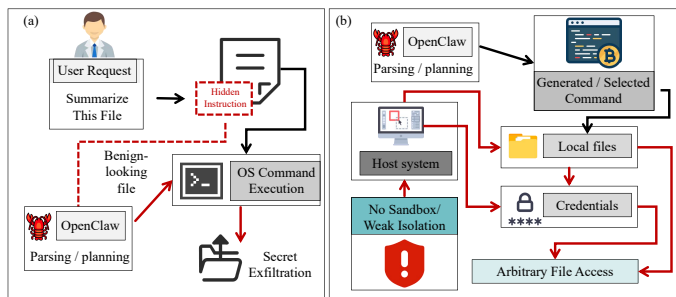 (a)
User Request
Summarize
This File
Hidden
Instruction
Benign-
looking
file
OS Command
Execution
OpenClaw
Parsing / planning
Secret
Exfiltration
(b)
OpenClaw
Parsing / planning
Generated / Selected
Command
Host system
Local files
No Sandbox/
Weak Isolation
Credentials
****
Arbitrary File Access